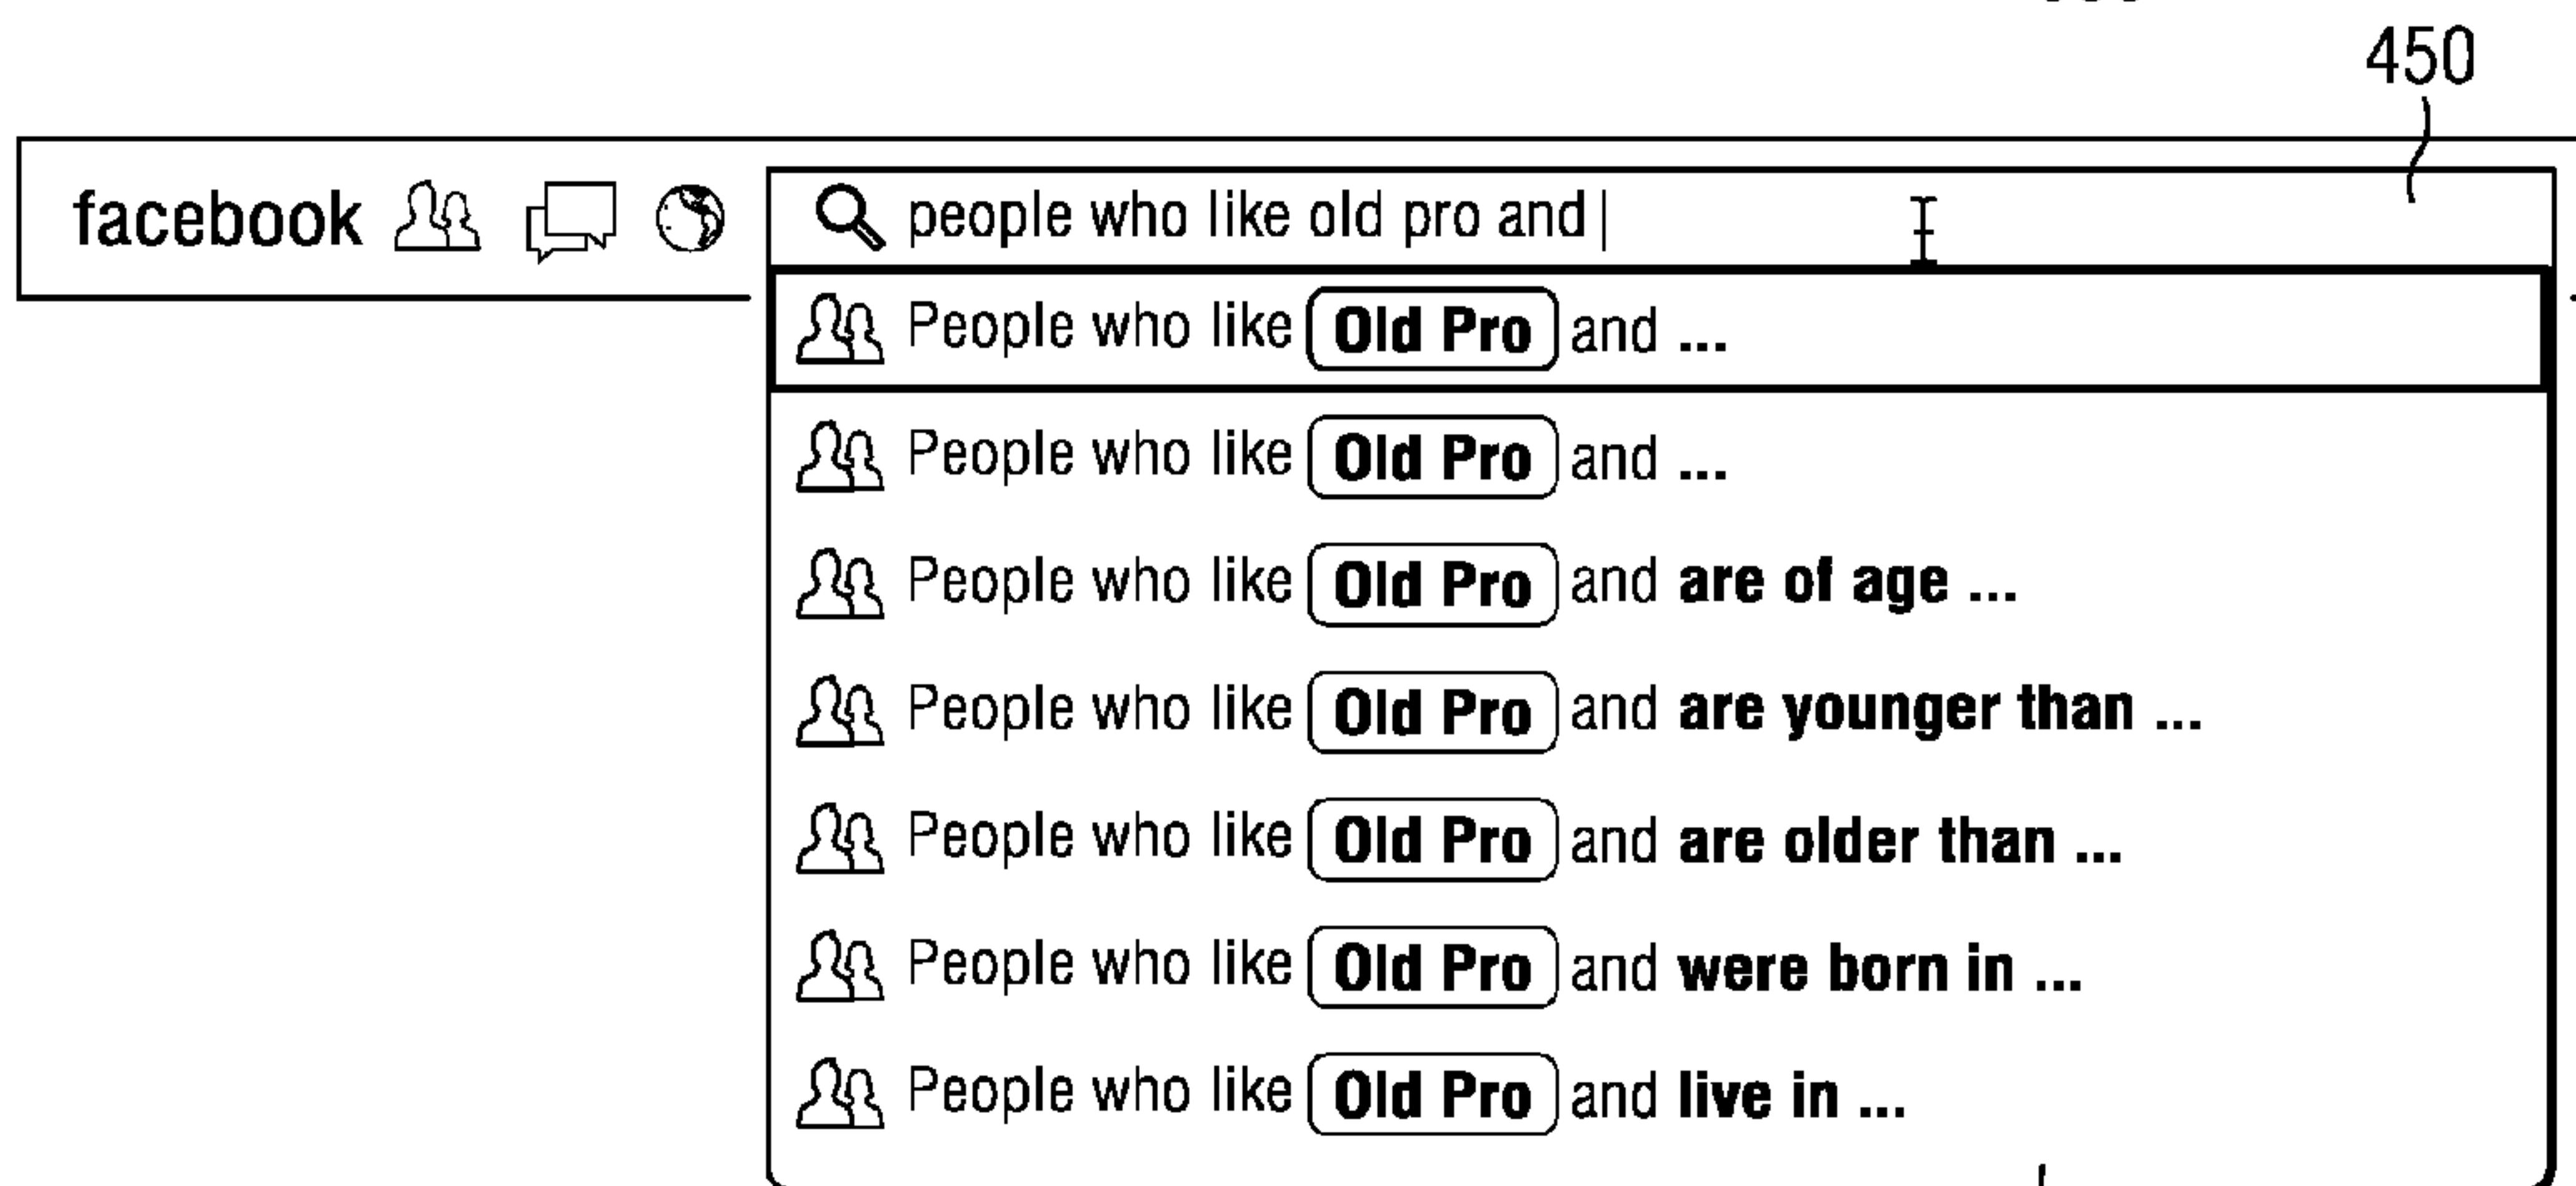 450
facebook people who like old pro and
People who like Old Pro and ...
People who like Old Pro and ...
People who like Old Pro and are of age ...
People who like Old Pro and are younger than ...
People who like Old Pro and are older than ...
People who like Old Pro and were born in ...
People who like Old Pro and live in ...